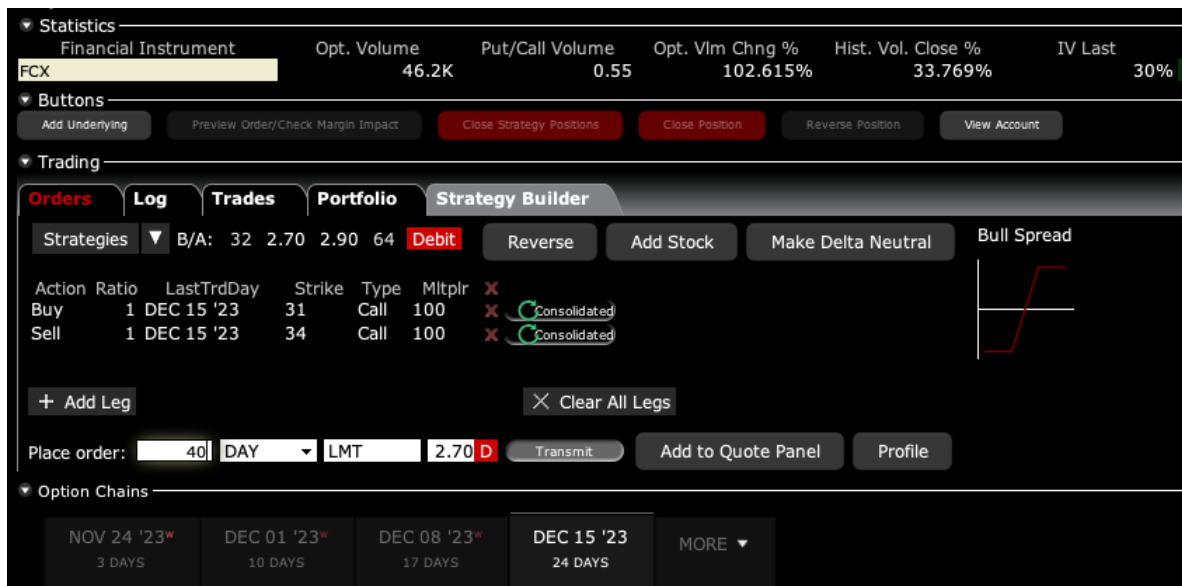 Statistics
Financial Instrument Opt. Volume Put/Call Volume Opt. Vlm Chng % Hist. Vol. Close % IV Last
FCX 46.2K 0.55 102.615% 33.769% 30%
Buttons
Add Underlying Preview Order/Check Margin Impact Close Strategy Positions Close Position Reverse Position View Account
Trading
Orders Log Trades Portfolio Strategy Builder
Strategies ▼ B/A: 32 2.70 2.90 64 Debit Reverse Add Stock Make Delta Neutral Bull Spread
Action Ratio LastTrdDay Strike Type Mltplr X
Buy 1 DEC 15 '23 31 Call 100 X Consolidated
Sell 1 DEC 15 '23 34 Call 100 X Consolidated
+ Add Leg X Clear All Legs
Place order: 40 DAY LMT 2.70 D Transmit Add to Quote Panel Profile
Option Chains
NOV 24 '23W DEC 01 '23W DEC 08 '23W DEC 15 '23 MORE ▼
3 DAYS 10 DAYS 17 DAYS 24 DAYS